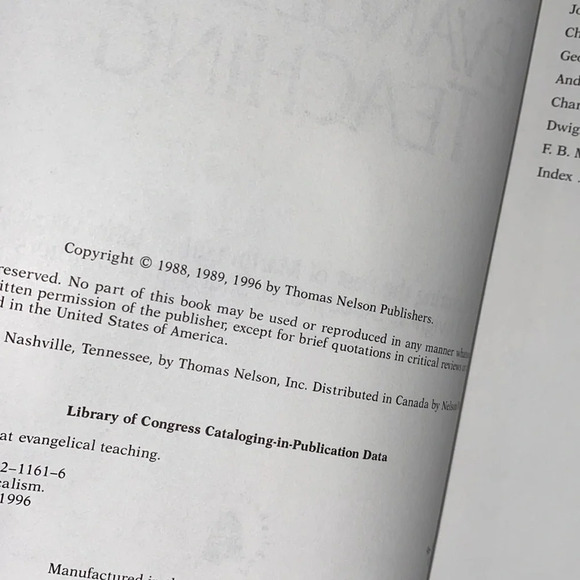 Copyright © 1988, 1989, 1996 by Thomas Nelson Publishers.
reserved. No part of this book may be used or reproduced in any manner
itten permission of the publisher, except for brief quotations in critical reviews
d in the United States of America.
Nashville, Tennessee, by Thomas Nelson, Inc. Distributed in Canada by
Library of Congress Cataloging-in-Publication Data
at evangelical teaching.
2–1161–6
calism.
1996
Manufactured
Jo
Ch
Geo
And
Char
Dwig
F. B. M
Index .